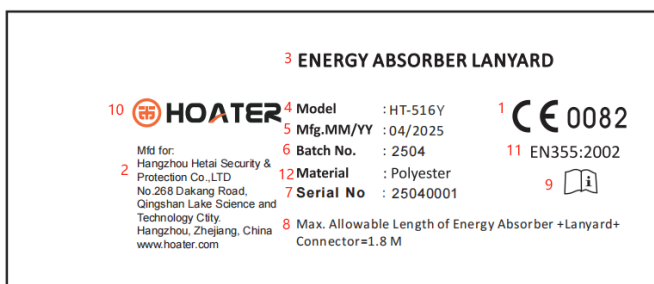 3 ENERGY ABSORBER LANYARD
10 HOATER
4 Model : HT-516Y
1 CE 0082
5 Mfg.MM/YY : 04/2025
6 Batch No. : 2504
11 EN355:2002
12 Material : Polyester
7 Serial No : 25040001
9 i
2 Mfd for:
Hangzhou Hetai Security &
Protection Co.,LTD
No.268 Dakang Road,
Qingshan Lake Science and
Technology Ctity.
Hangzhou, Zhejiang, China
www.hoater.com
8 Max. Allowable Length of Energy Absorber +Lanyard+
Connector=1.8 M